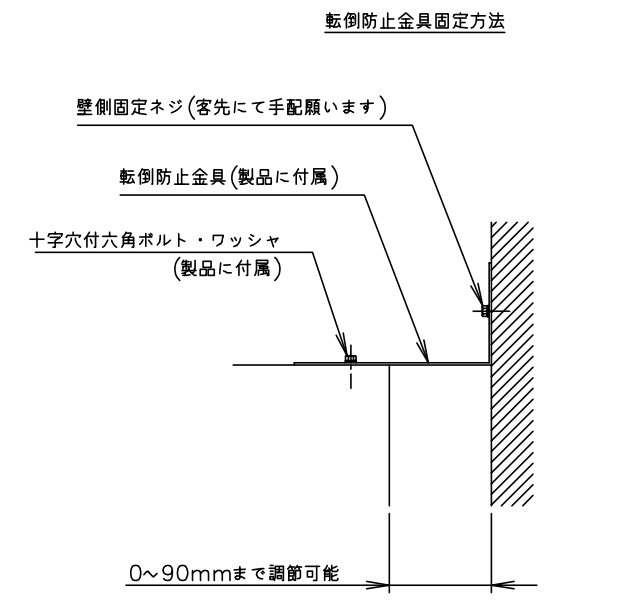 転倒防止金具固定方法
壁側固定ネジ(客先にて手配願います)
転倒防止金具(製品に付属)
十字穴付六角ボルト・ワッシャ
(製品に付属)
0~90mmまで調節可能